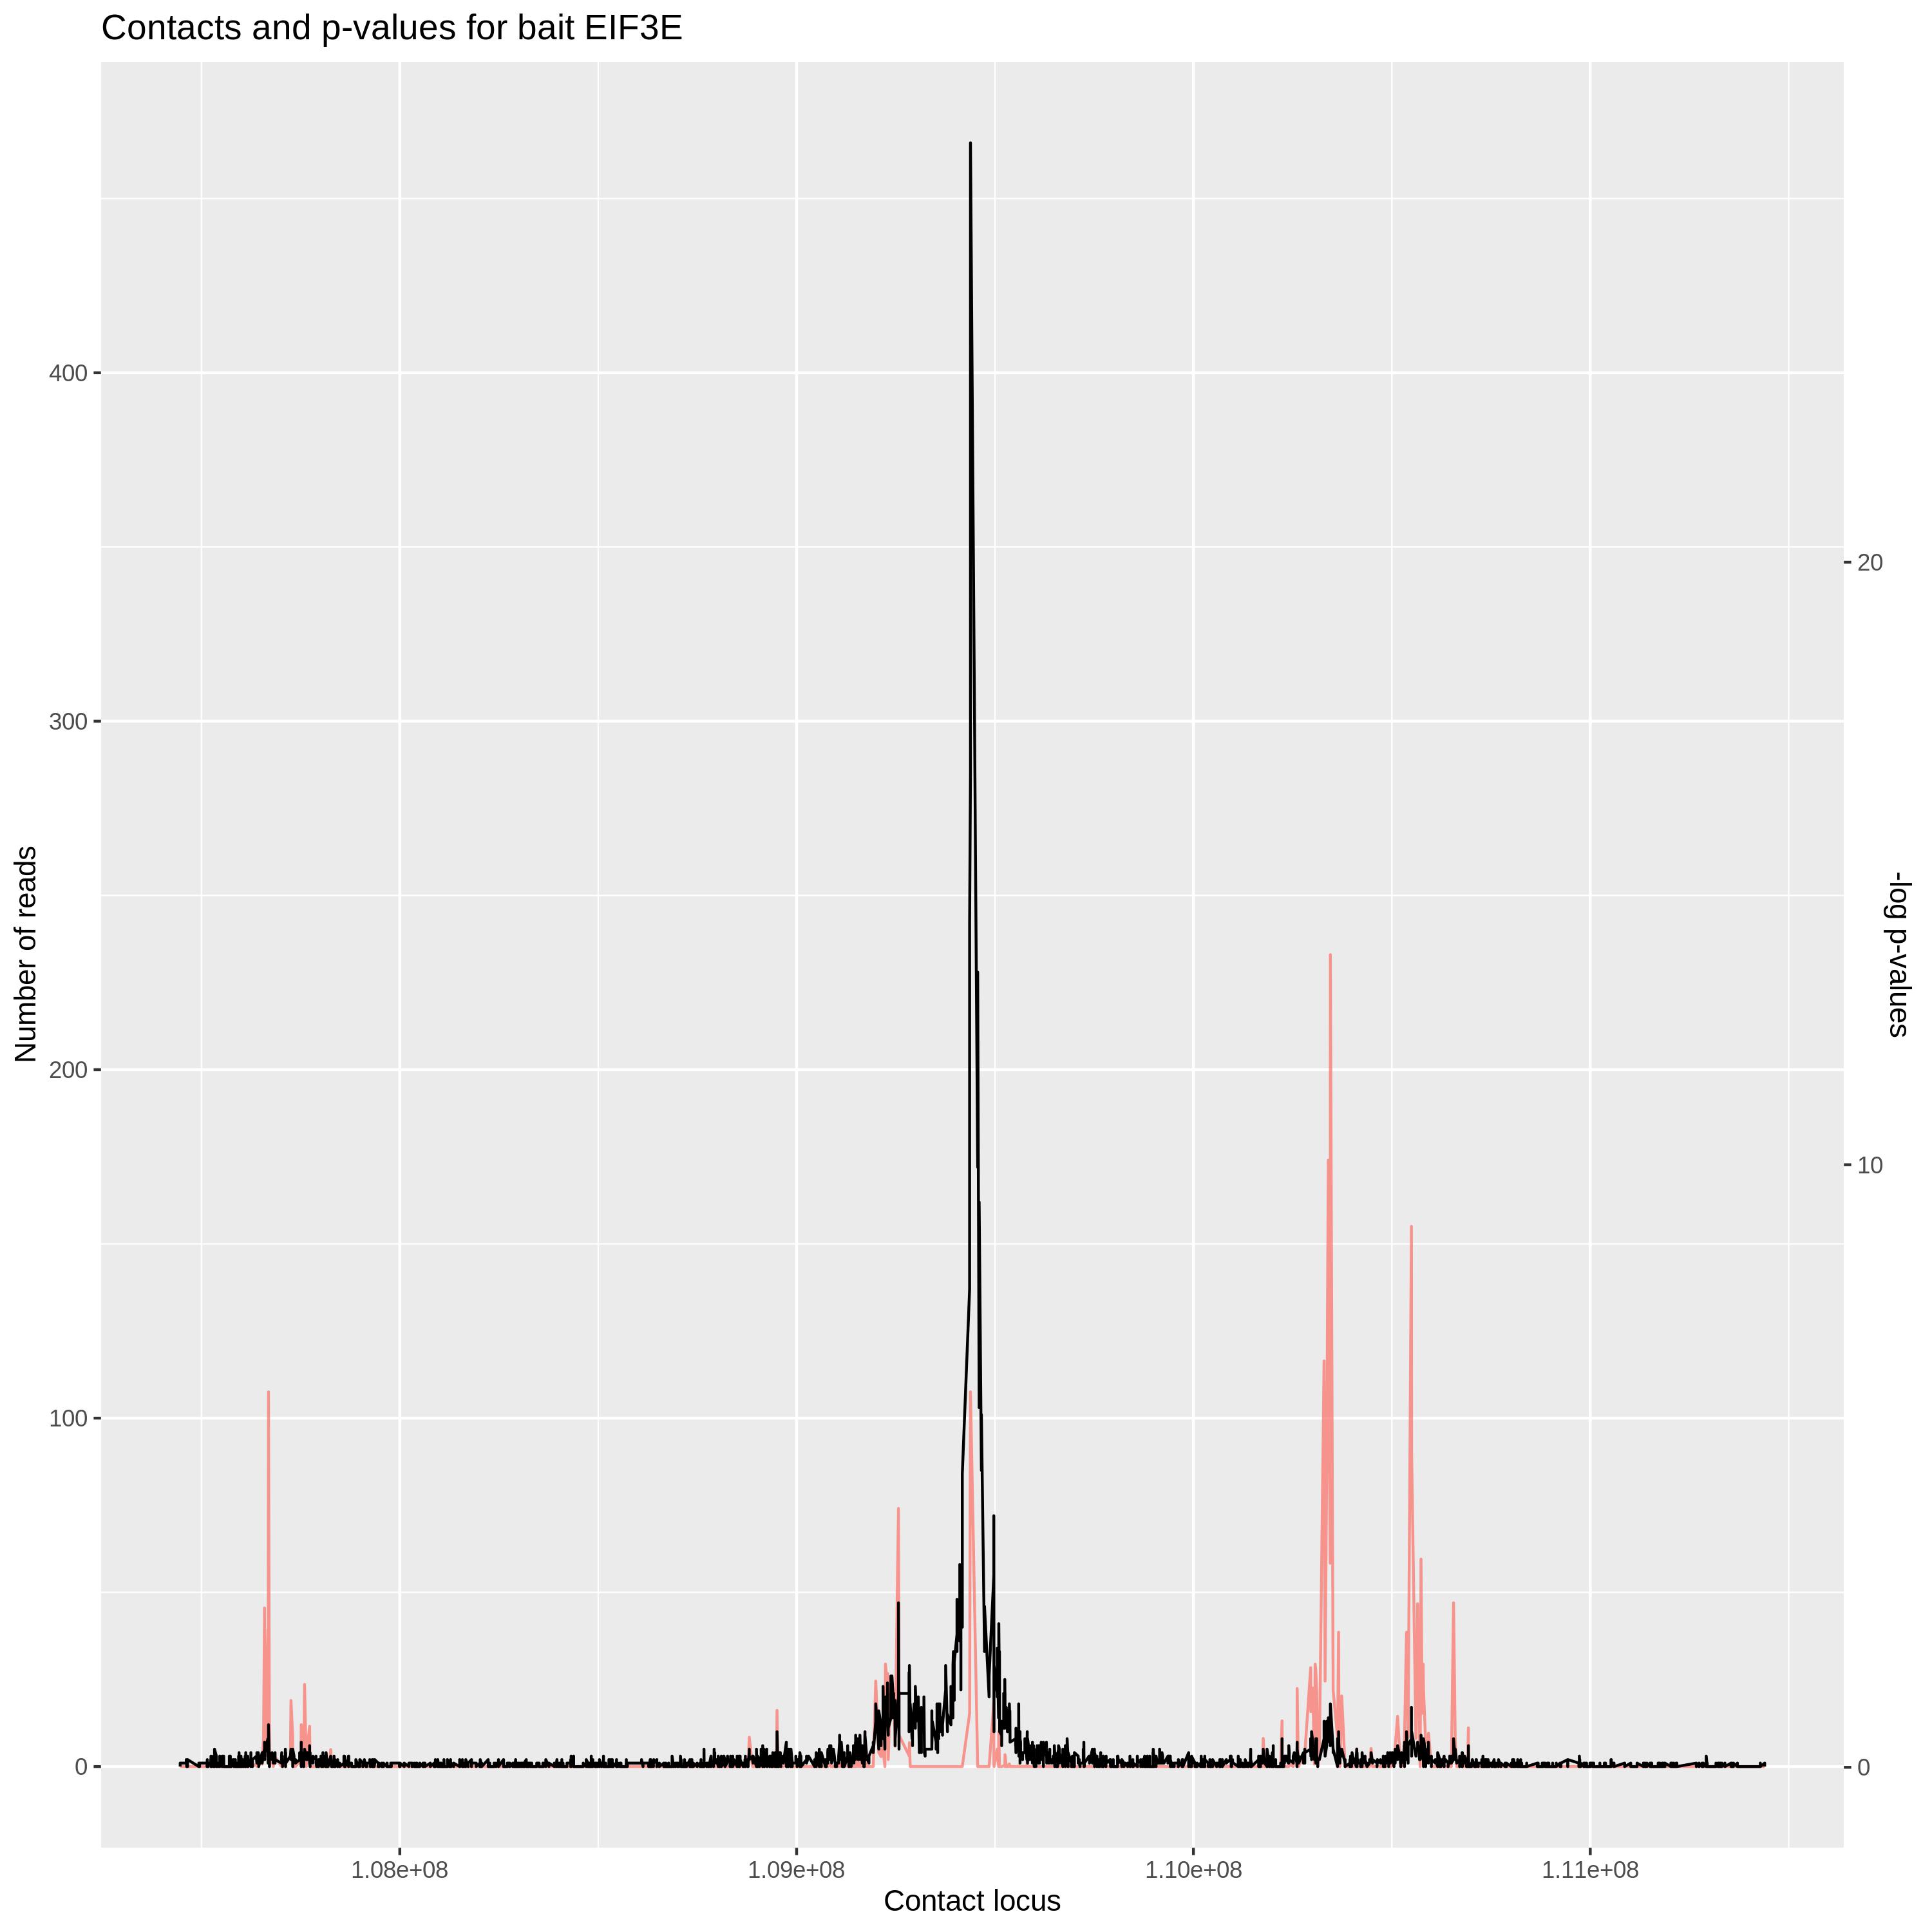 Contacts and p-values for bait EIF3E
400
300
200
100
0
Number of reads
20
10
0
-log p-values
1.08e+08
1.09e+08
1.10e+08
1.11e+08
Contact locus